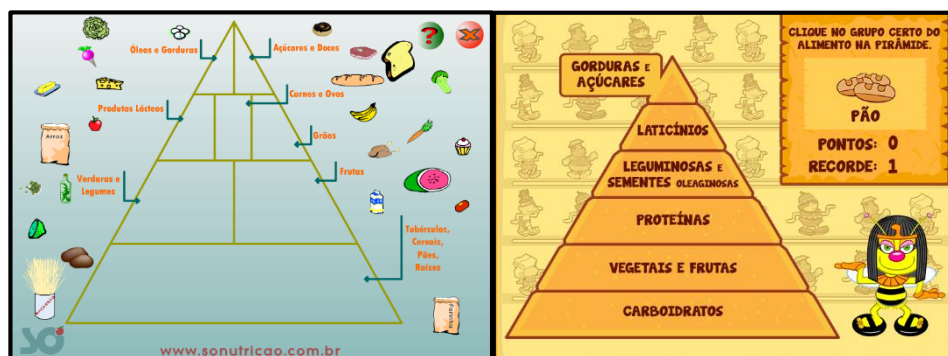 Óleos e Gorduras
Açúcares e Doces
Carnes e Ovos
Produtos Lácteos
Grãos
Arroz
Frutas
Verduras e
Legumes
Tubérculos,
Cereais,
Pães,
Raízes
Farinha
SÓ
www.sonutricao.com.br
CLIQUE NO GRUPO CERTO DO
ALIMENTO NA PIRÂMIDE.
PÃO
PONTOS: 0
RECORDE: 1
GORDURAS E
AÇÚCARES
LATICÍNIOS
LEGUMINOSAS E
SEMENTES OLEAGINOSAS
PROTEÍNAS
VEGETAIS E FRUTAS
CARBOIDRATOS